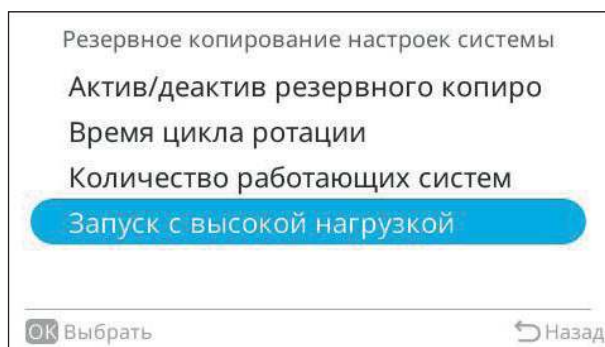 Резервное копирование настроек системы
Актив/деактив резервного копиро
Время цикла ротации
Количество работающих систем
Запуск с высокой нагрузкой
OK Выбрать
Назад